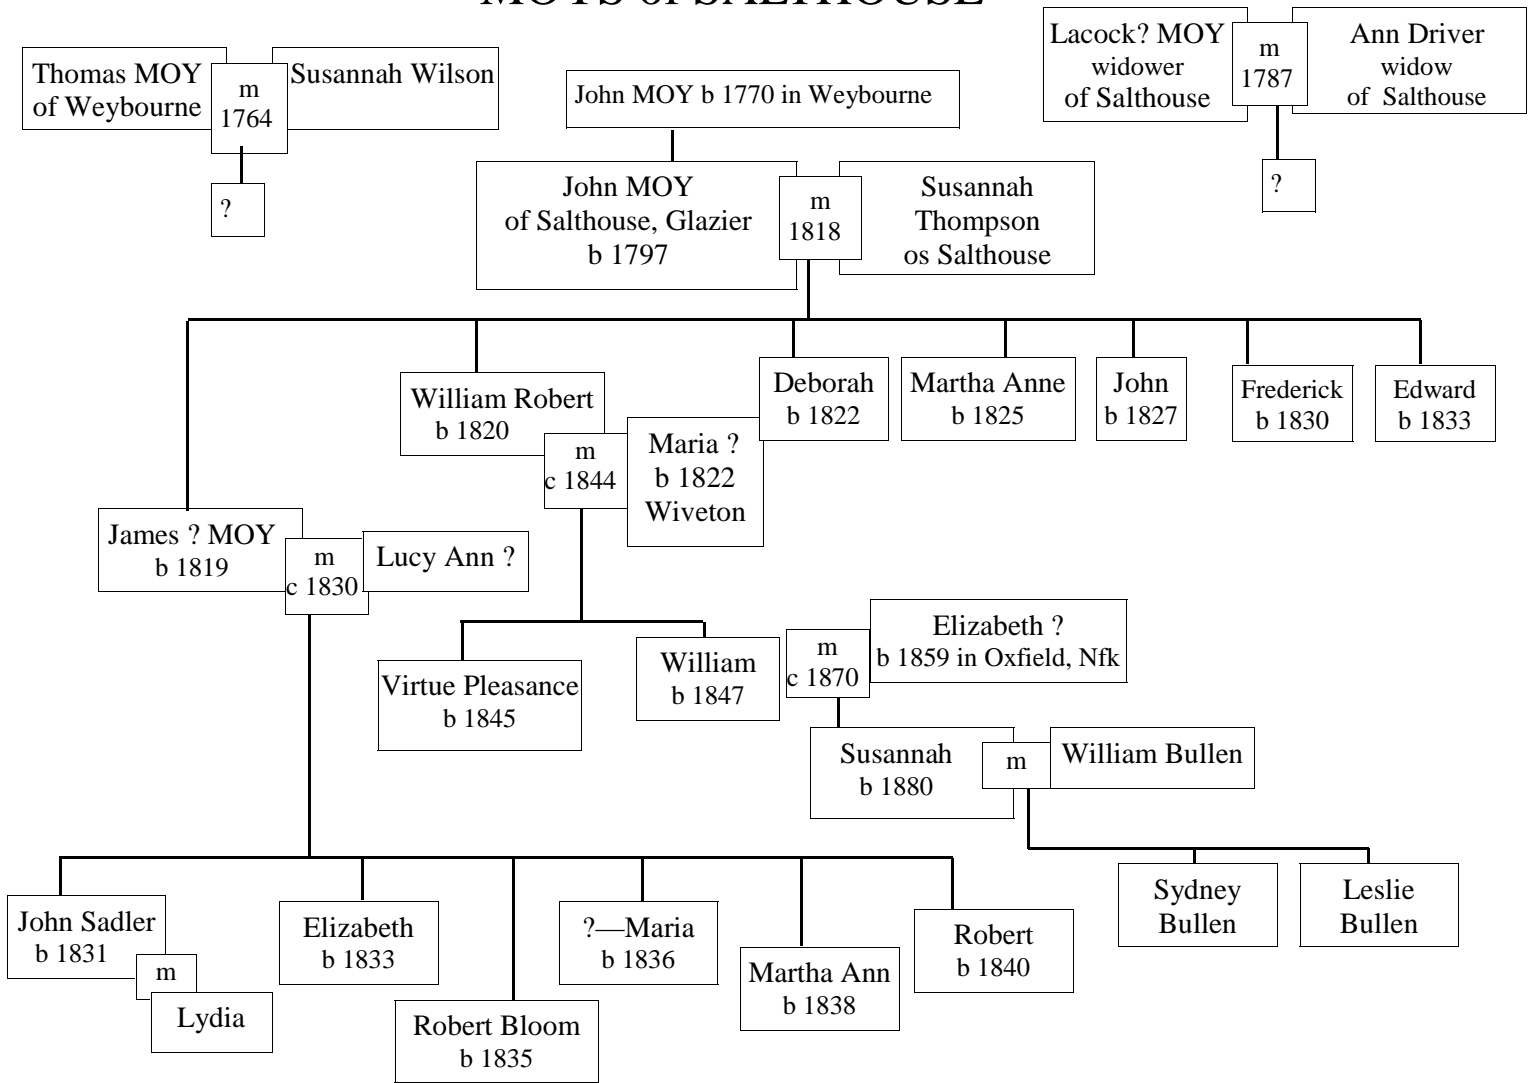 MOYS of SALTHOUSE
Thomas MOY
of Weybourne
m
1764
Susannah Wilson
?
John MOY b 1770 in Weybourne
Lacock? MOY
widower
of Salthouse
m
1787
Ann Driver
widow
of Salthouse
?
John MOY
of Salthouse, Glazier
b 1797
m
1818
Susannah
Thompson
os Salthouse
William Robert
b 1820
m
c 1844
Maria ?
b 1822
Wiveton
Deborah
b 1822
Martha Anne
b 1825
John
b 1827
Frederick
b 1830
Edward
b 1833
James ? MOY
b 1819
m
c 1830
Lucy Ann ?
Virtue Pleasance
b 1845
William
b 1847
m
c 1870
Elizabeth ?
b 1859 in Oxfield, Nfk
Susannah
b 1880
m
William Bullen
John Sadler
b 1831
m
Lydia
Elizabeth
b 1833
Robert Bloom
b 1835
?—Maria
b 1836
Martha Ann
b 1838
Robert
b 1840
Sydney
Bullen
Leslie
Bullen